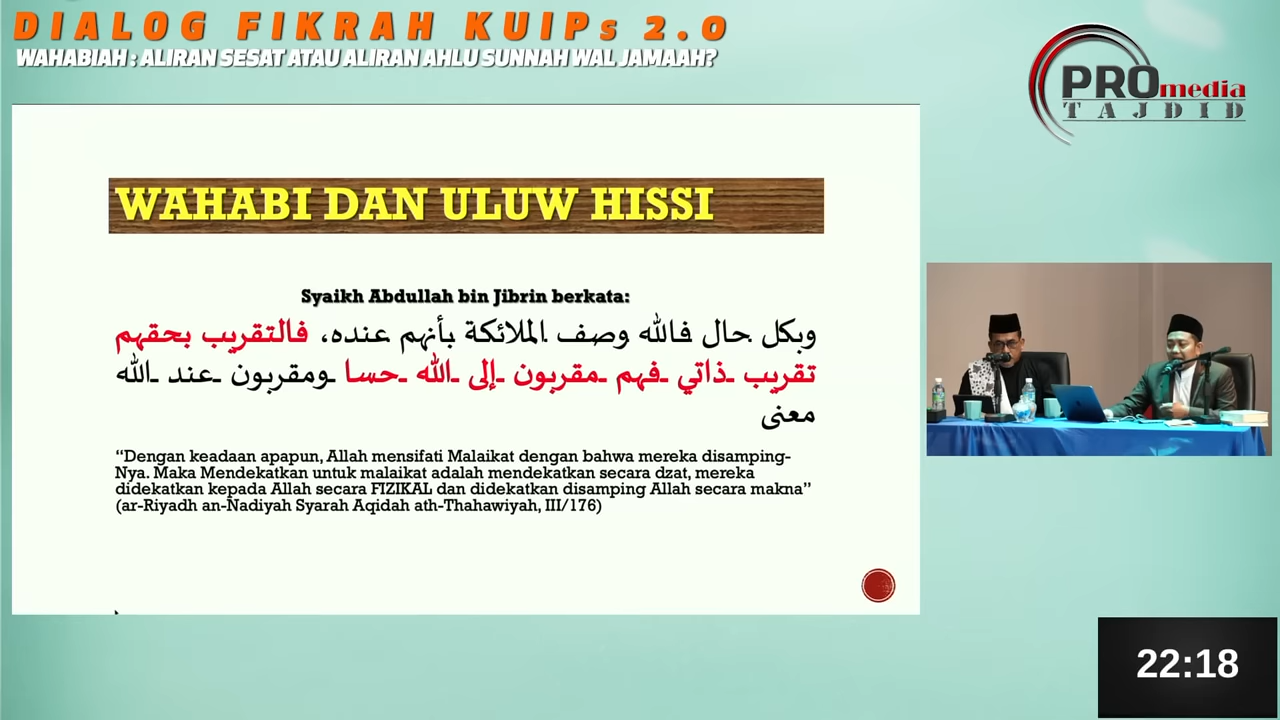 DIALOG FIKRAH KUIPs 2.0
WAHABIAH : ALIRAN SESAT ATAU ALIRAN AHLU SUNNAH WAL JAMAAH?
PROmedia
TAJDID
WAHABI DAN ULUW HISSI
Syaikh Abdullah bin Jibrin berkata:
وبكل حال فالله وصف الملائكة بأنهم عنده، فالتقريب بحقهم
تقريب ذاتي فهم مقربون إلى الله حسا ومقربون عند الله
معنى
“Dengan keadaan apapun, Allah mensifati Malaikat dengan bahwa mereka disamping-
Nya. Maka Mendekatkan untuk malaikat adalah mendekatkan secara dzat, mereka
didekatkan kepada Allah secara FIZIKAL dan didekatkan disamping Allah secara makna”
(ar-Riyadh an-Nadiyah Syarah Aqidah ath-Thahawiyah, III/176)
22:18